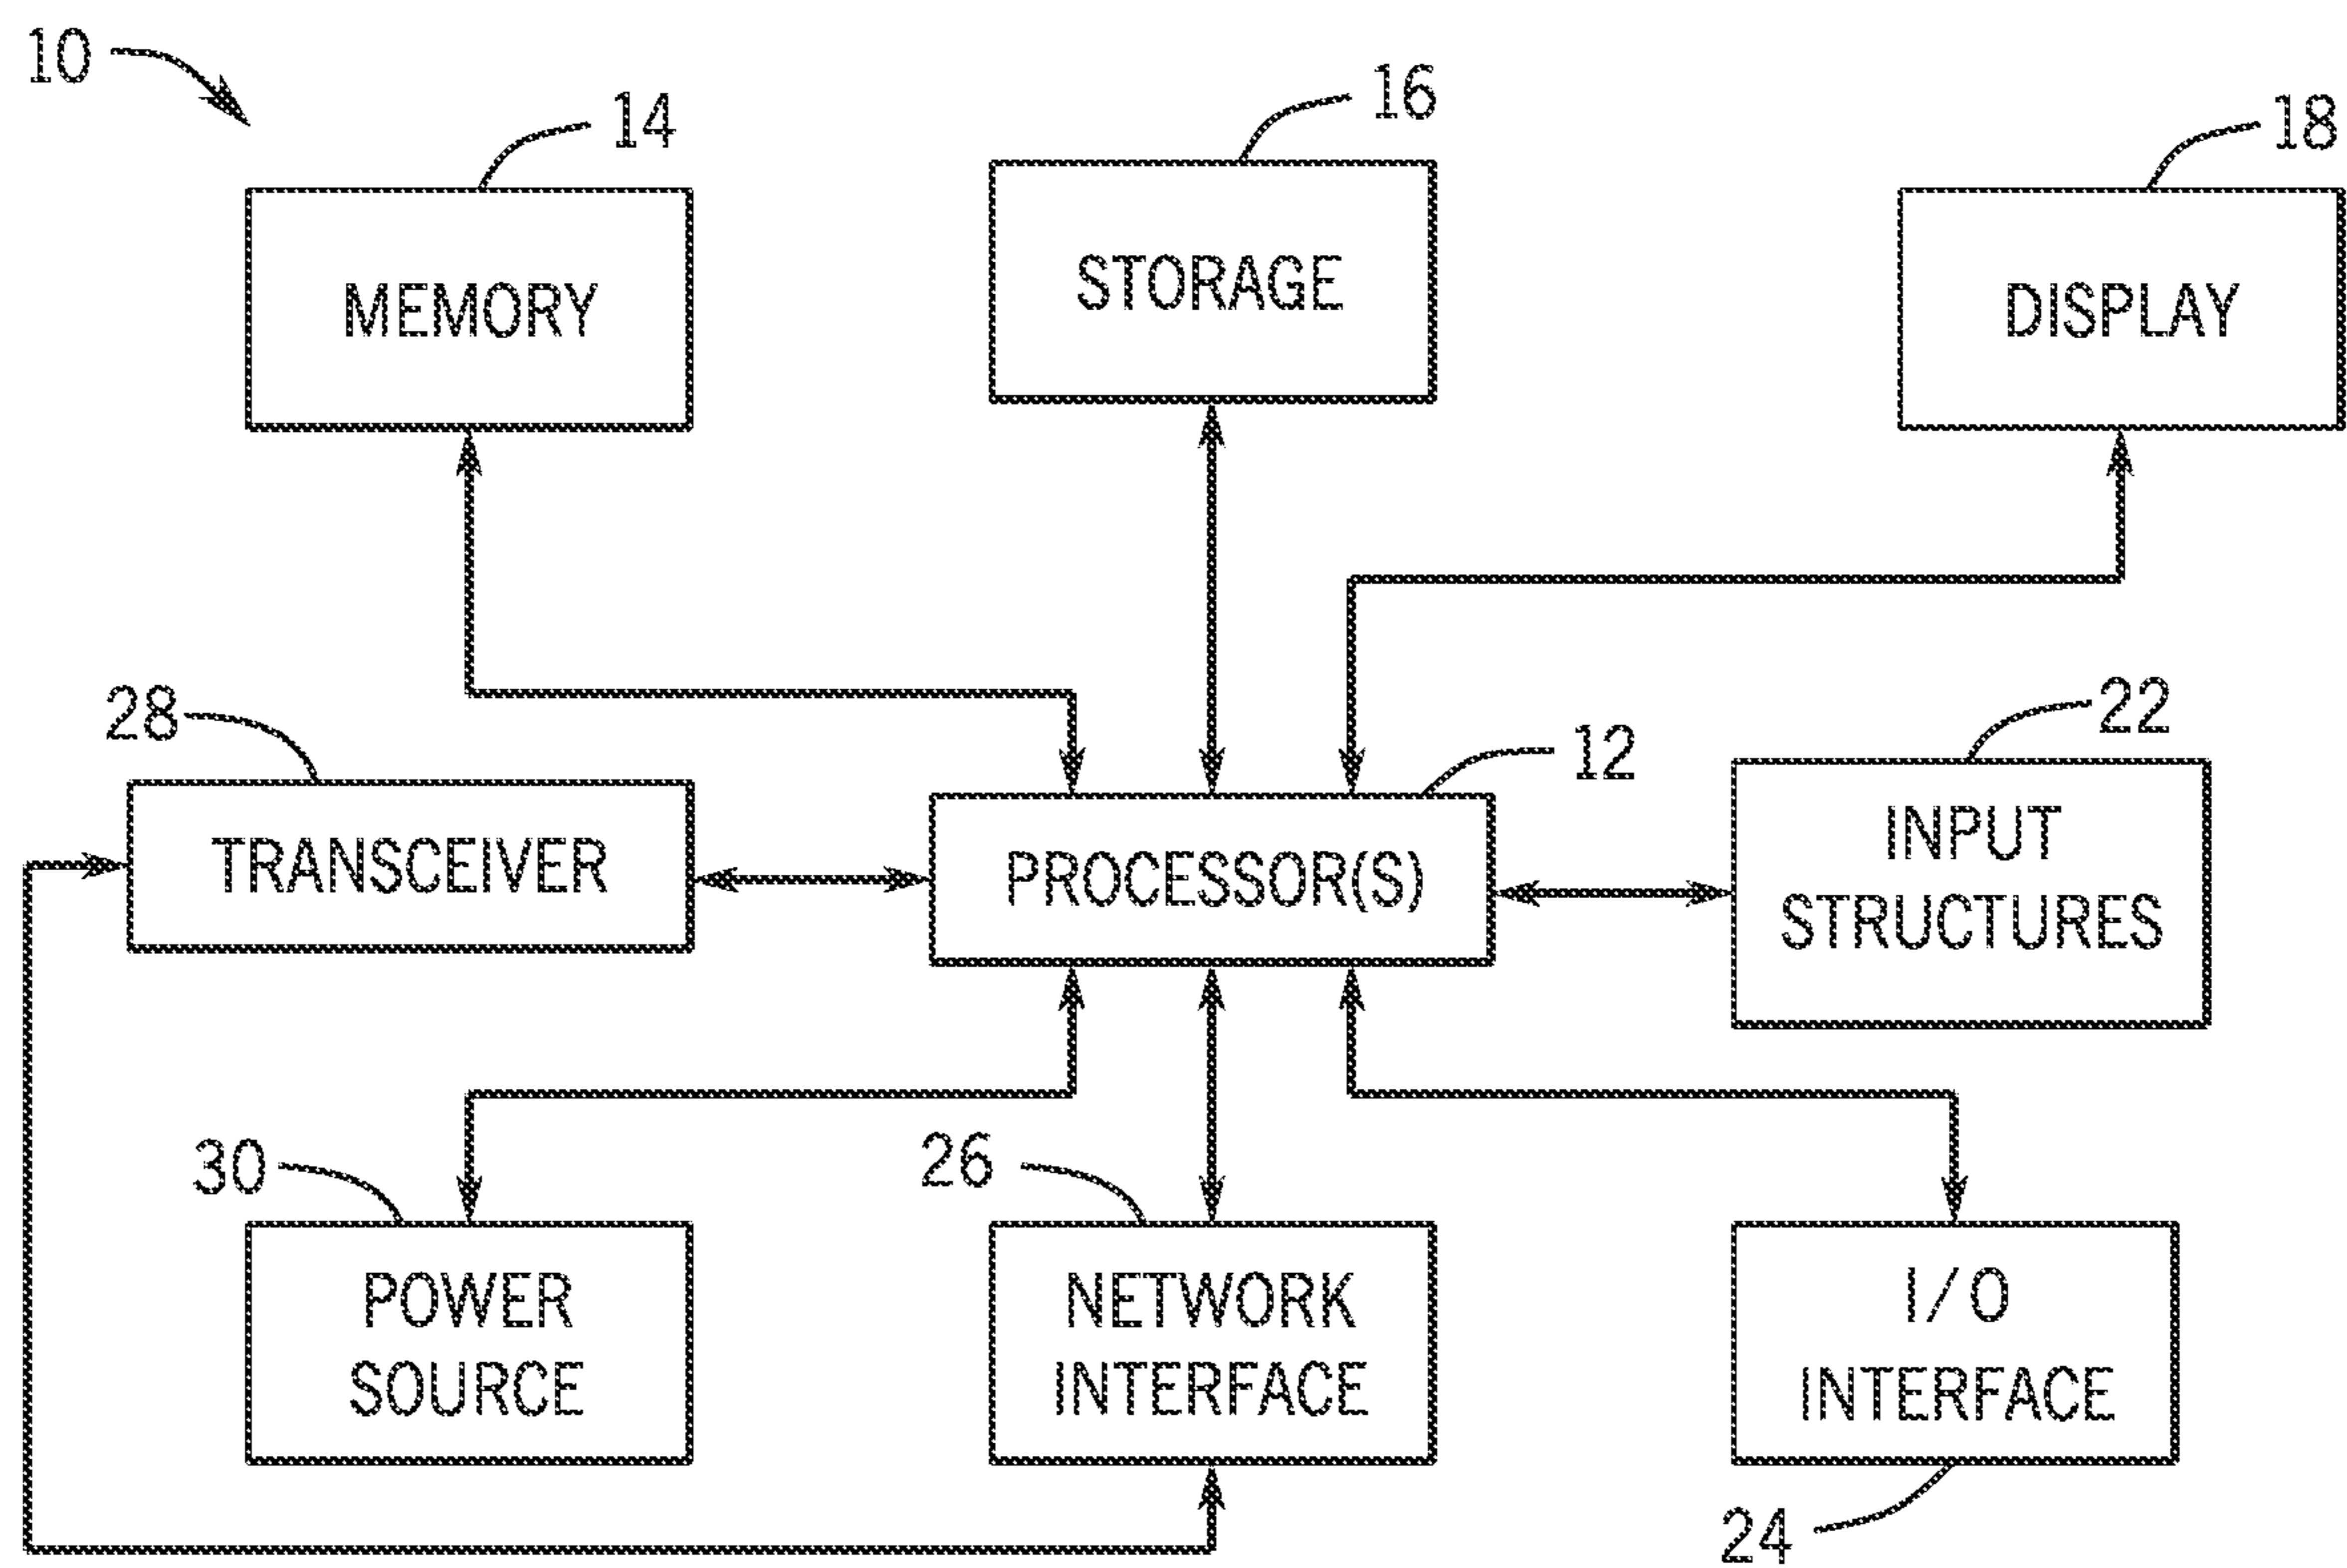 10
14
16
18
MEMORY
STORAGE
DISPLAY
28
12
22
TRANSCEIVER
PROCESSOR(S)
INPUT
STRUCTURES
30
26
POWER
SOURCE
NETWORK
INTERFACE
I/O
INTERFACE
24